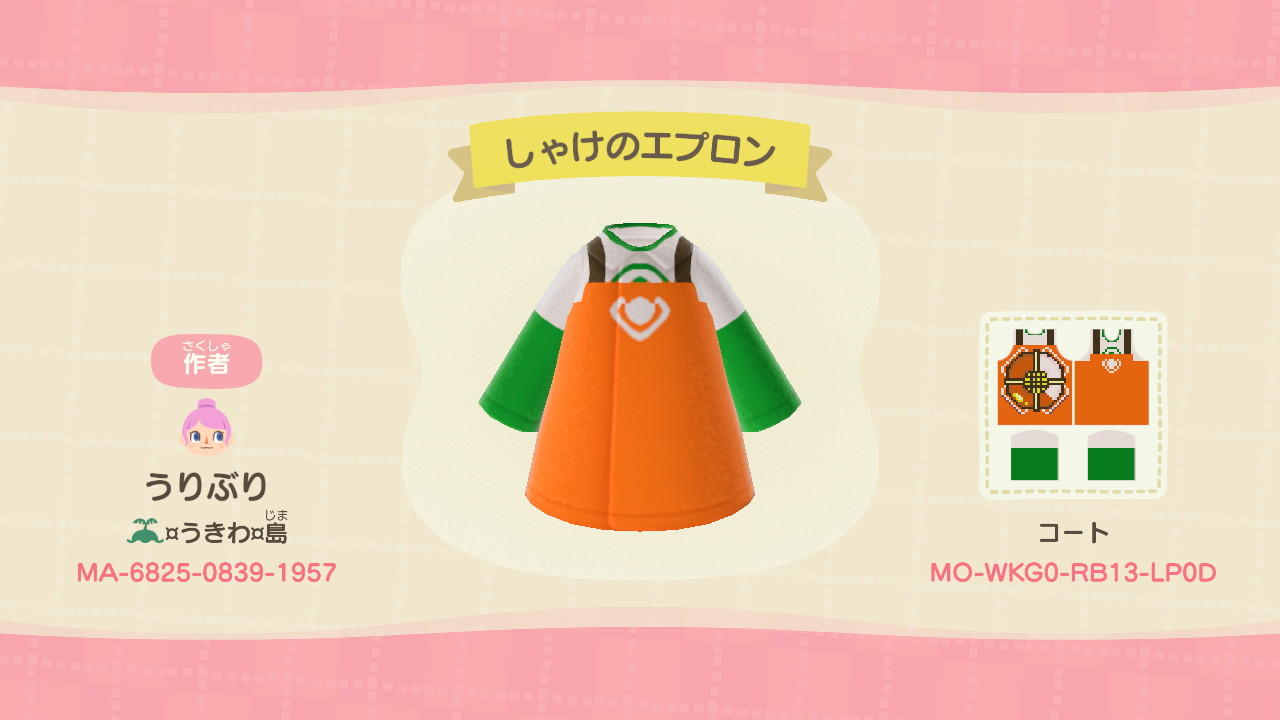 しゃけのエプロン
さくしゃ
作者
うりぶり
じま
¤うきわ¤島
MA-6825-0839-1957
コート
MO-WKG0-RB13-LP0D